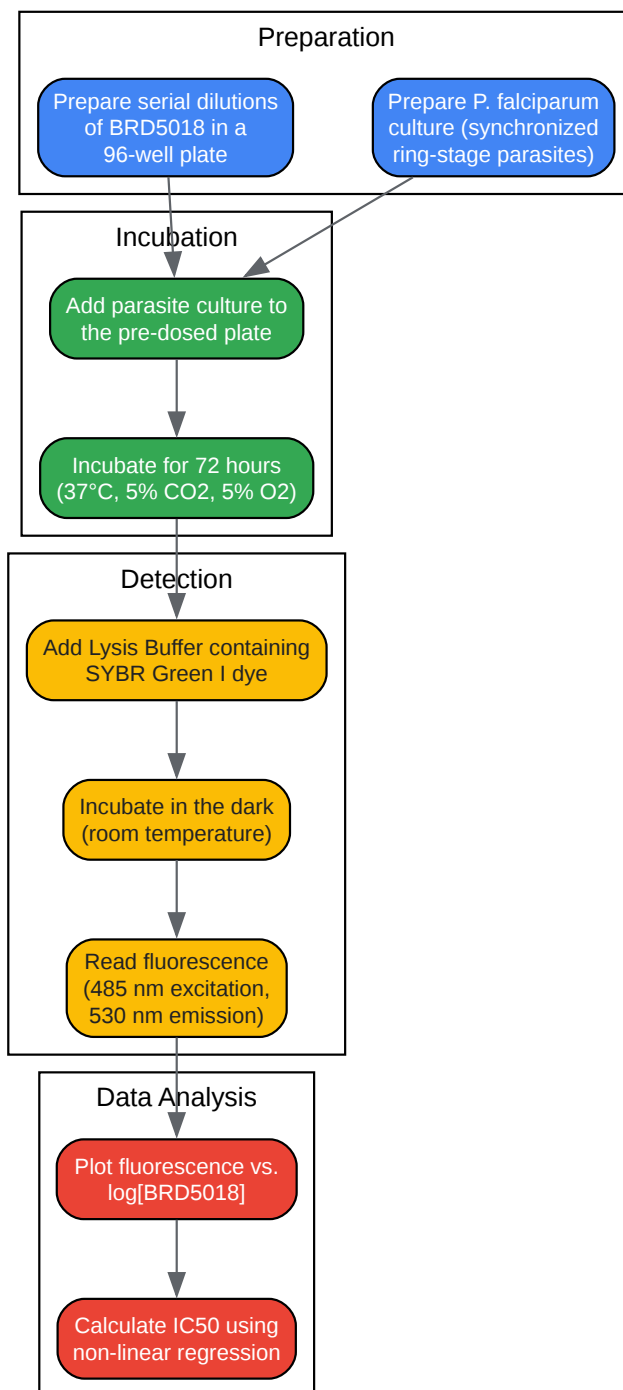 Preparation
Prepare serial dilutions
of BRD5018 in a
96-well plate
Prepare P. falciparum
culture (synchronized
ring-stage parasites)
Incubation
Add parasite culture to
the pre-dosed plate
Incubate for 72 hours
(37°C, 5% CO2, 5% O2)
Detection
Add Lysis Buffer containing
SYBR Green I dye
Incubate in the dark
(room temperature)
Read fluorescence
(485 nm excitation,
530 nm emission)
Data Analysis
Plot fluorescence vs.
log[BRD5018]
Calculate IC50 using
non-linear regression